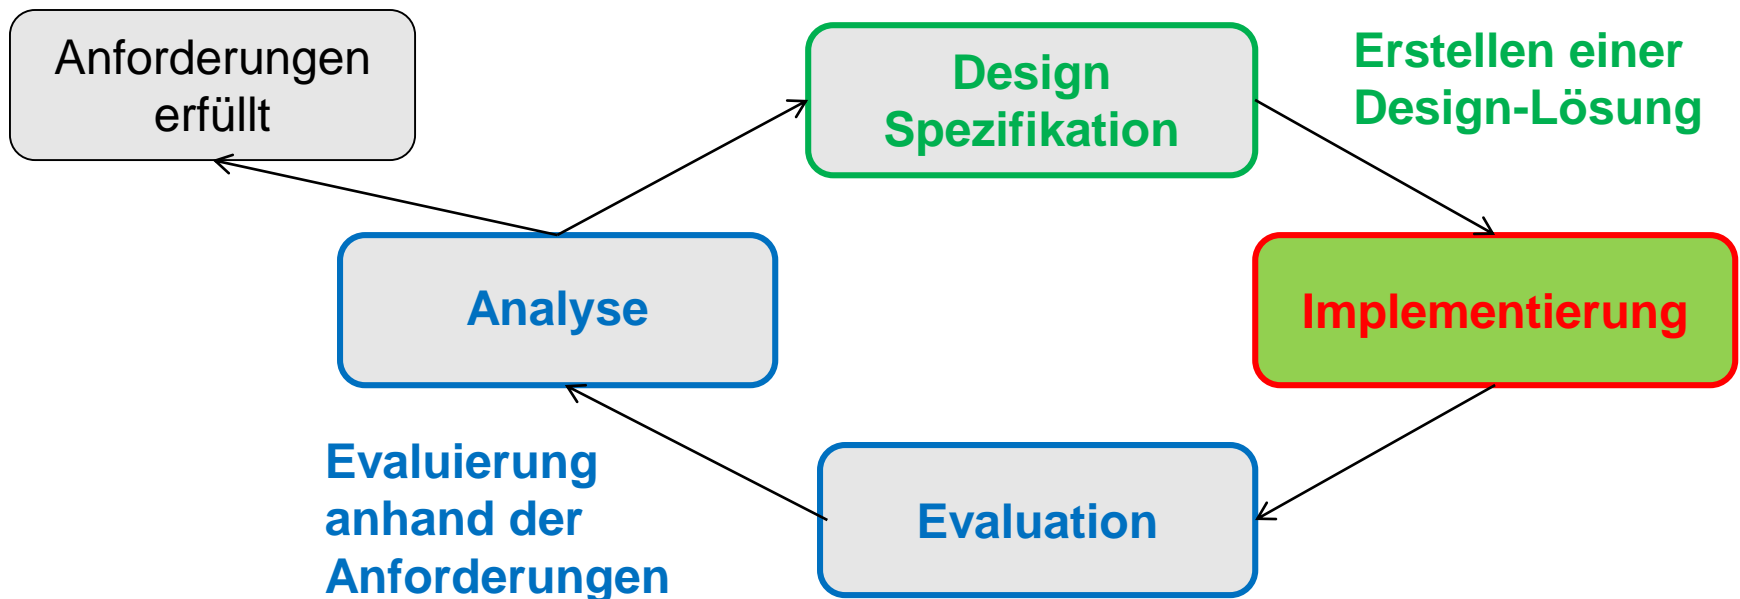 Anforderungen
erfüllt
Design
Spezifikation
Erstellen einer
Design-Lösung
Analyse
Implementierung
Evaluierung
anhand der
Anforderungen
Evaluation